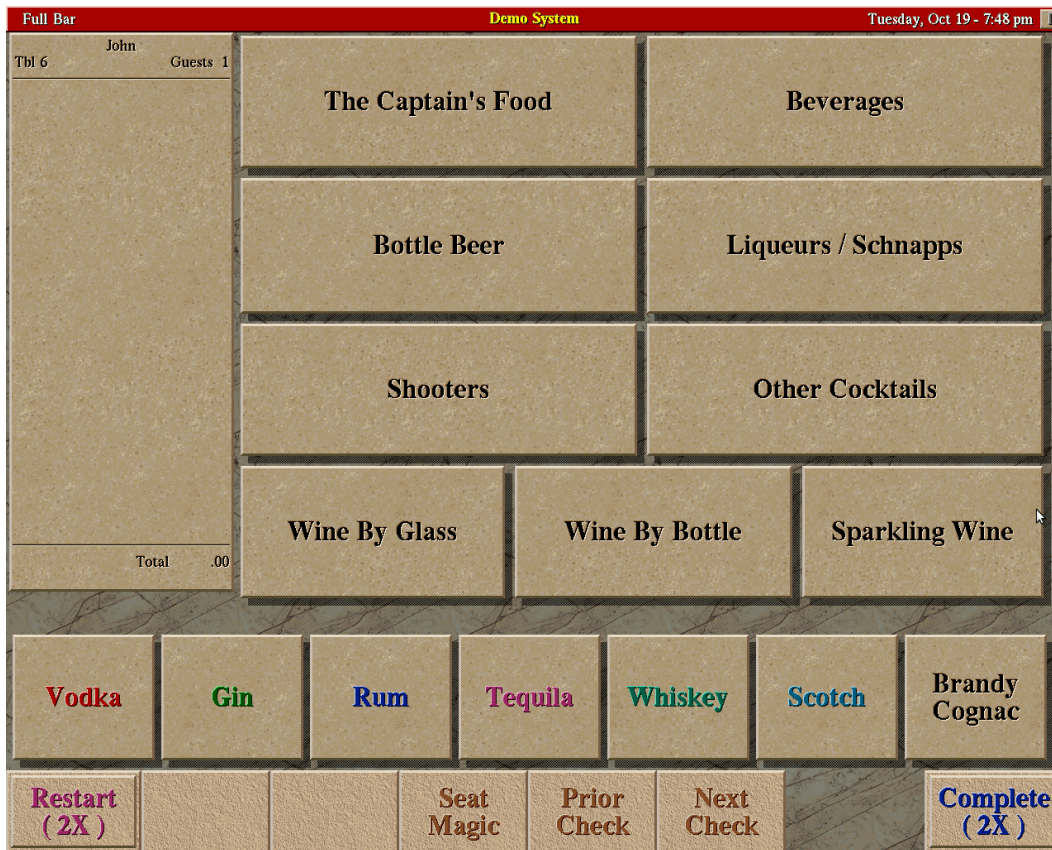 Full Bar Demo System Tuesday, Oct 19 - 7:48 pm
John
Tbl 6 Guests 1
The Captain's Food
Beverages
Bottle Beer
Liqueurs / Schnapps
Shooters
Other Cocktails
Wine By Glass
Wine By Bottle
Sparkling Wine
Total .00
Vodka
Gin
Rum
Tequila
Whiskey
Scotch
Brandy
Cognac
Restart
( 2X )
Seat
Magic
Prior
Check
Next
Check
Complete
( 2X )